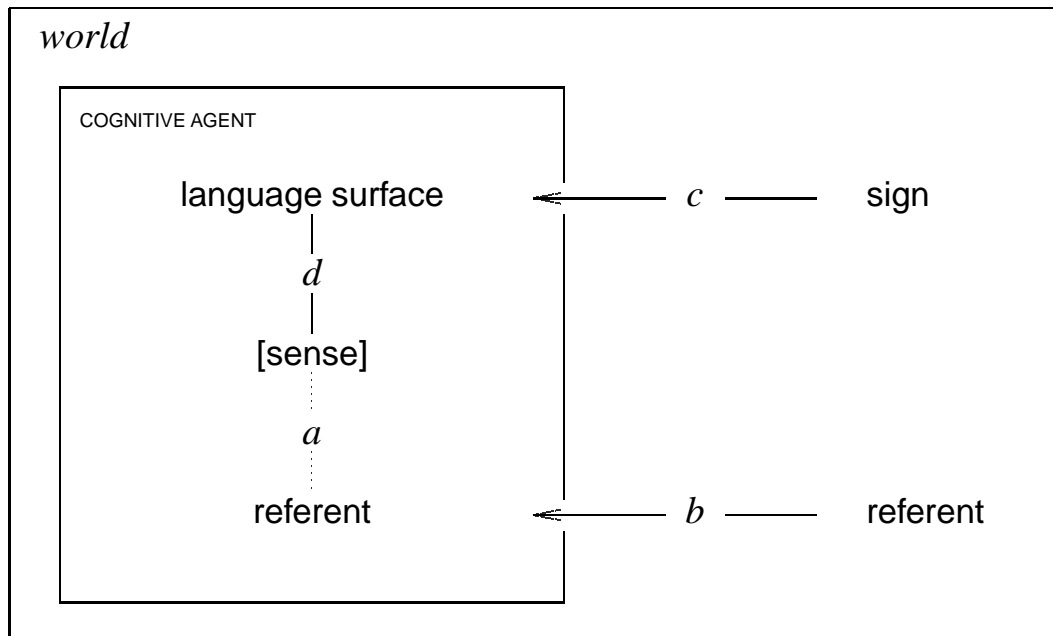 world
COGNITIVE AGENT
language surface c sign
d
[sense]
a
referent b referent